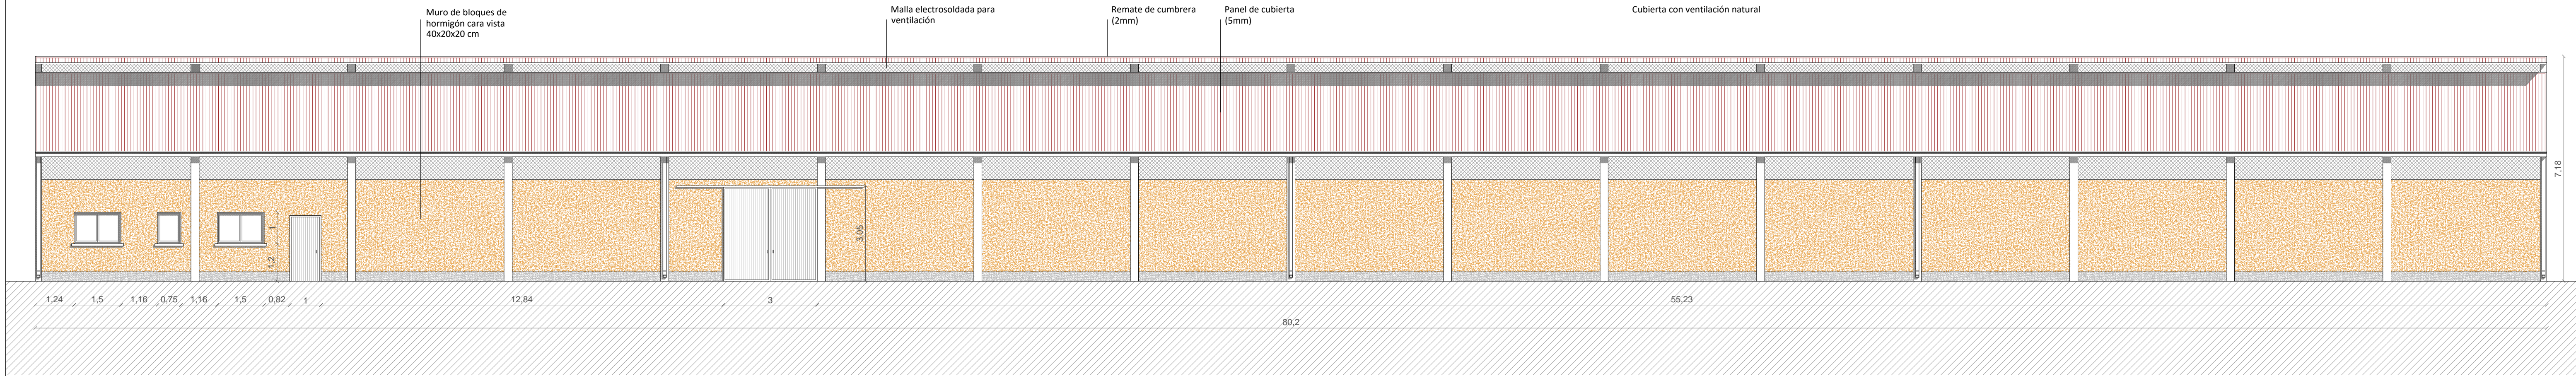 Muro de bloques de
hormigón cara vista
40x20x20 cm
Malla electrosoldada para
ventilación
Remate de cumbrera
(2mm)
Panel de cubierta
(5mm)
Cubierta con ventilación natural
7,18
1
1,2
3,05
1,24
1,5
1,16
0,75
1,16
1,5
0,82
1
12,84
3
55,23
80,2